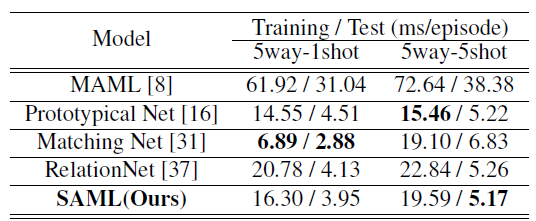 Model Training / Test (ms/episode)
5way-1shot 5way-5shot
MAML [8] 61.92 / 31.04 72.64 / 38.38
Prototypical Net [16] 14.55 / 4.51 15.46 / 5.22
Matching Net [31] 6.89 / 2.88 19.10 / 6.83
RelationNet [37] 20.78 / 4.13 22.84 / 5.26
SAML(Ours) 16.30 / 3.95 19.59 / 5.17